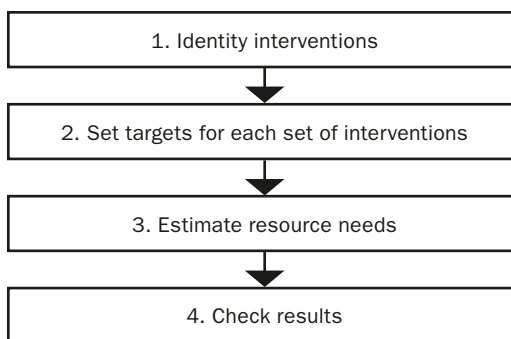 1. Identity interventions
2. Set targets for each set of interventions
3. Estimate resource needs
4. Check results